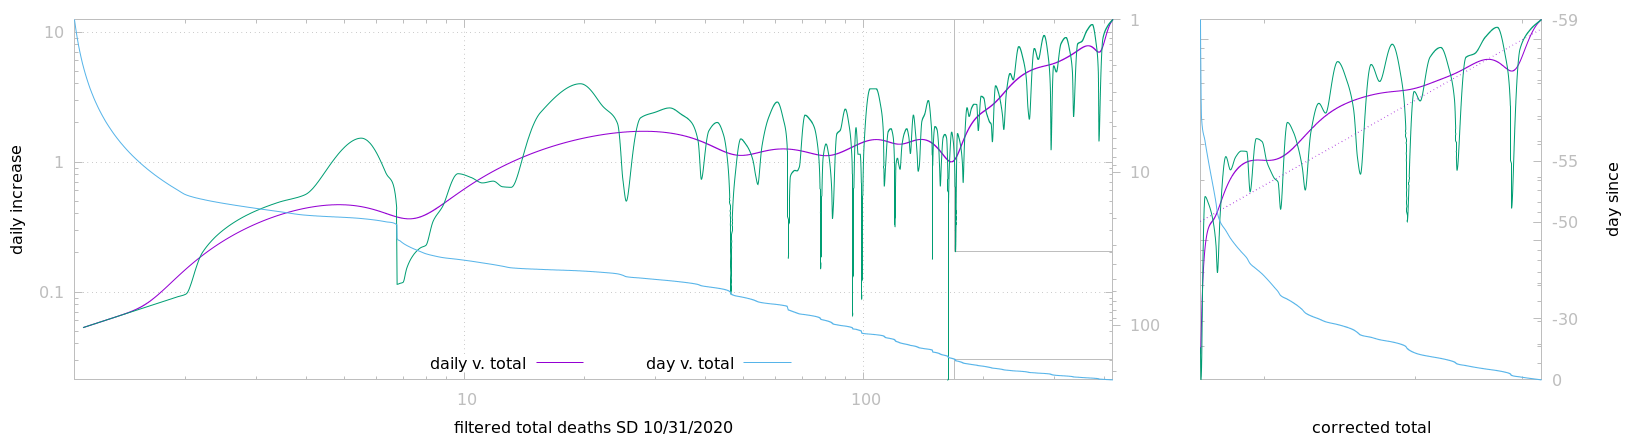 10
1
0.1
daily increase
daily v. total
day v. total
1
10
100
10
100
filtered total deaths SD 10/31/2020
-59
-55
-50
-30
0
day since
corrected total